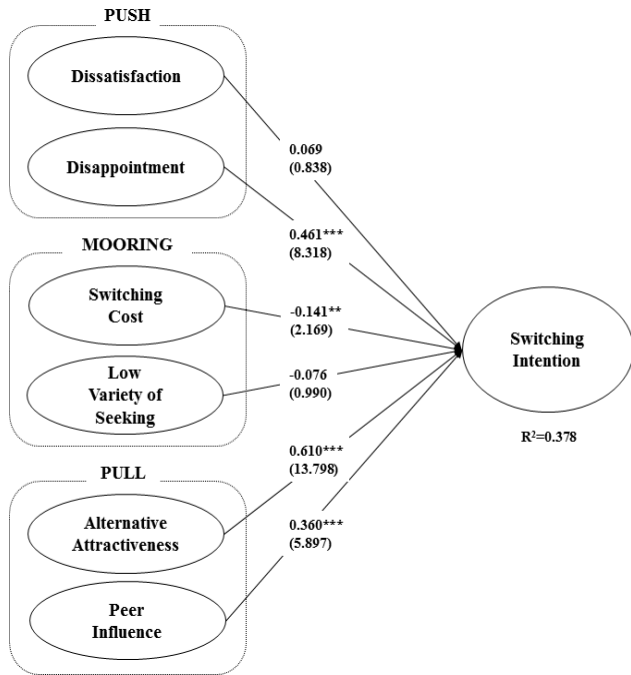 PUSH
Dissatisfaction
Disappointment
0.069
(0.838)
0.461***
(8.318)
MOORING
Switching
Cost
Low
Variety of
Seeking
-0.141**
(2.169)
-0.076
(0.990)
Switching
Intention
R²=0.378
PULL
Alternative
Attractiveness
Peer
Influence
0.610***
(13.798)
0.360***
(5.897)